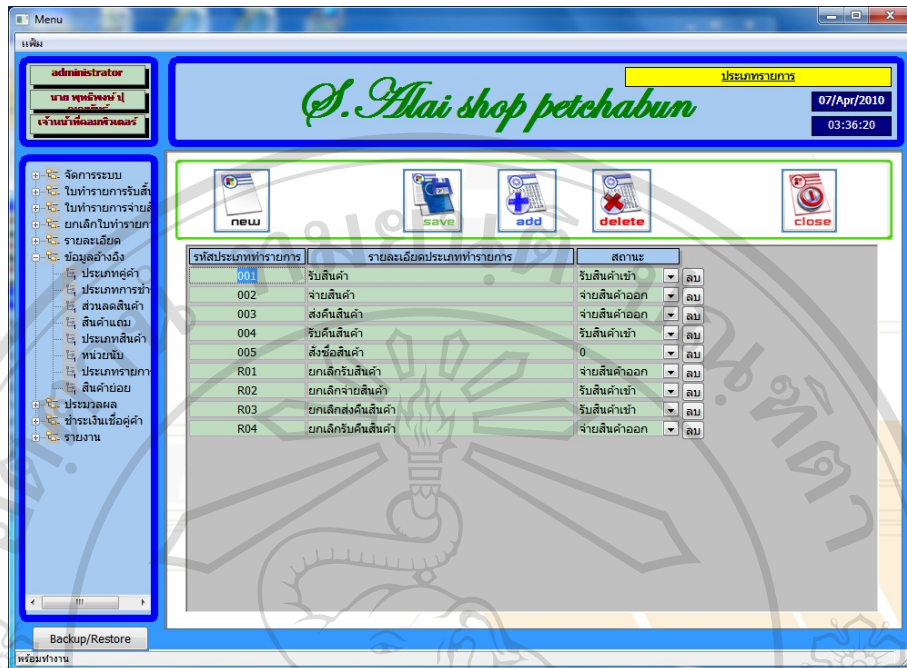 Menu
แฟ้ม
administrator
นาย พุทธิพงษ์ ปุ
เจ้าหน้าที่คอมพิวเตอร์
S. Alai shop petchabun
ประเภทรายการ
07/Apr/2010
03:36:20
จัดการระบบ
ใบทำรายการรับสิน
ใบทำรายการจ่ายสิ
ยกเลิกใบทำรายกา
รายละเอียด
ข้อมูลอ้างอิง
ประเภทคู่ค้า
ประเภทการชำ
ส่วนลดสินค้า
สินค้าแถม
ประเภทสินค้า
หน่วยนับ
ประเภทรายกา
สินค้าย่อย
ประมวลผล
ชำระเงินเชื่อคู่ค้า
รายงาน
new save add delete close
รหัสประเภททำรายการ รายละเอียดประเภททำรายการ สถานะ
001 รับสินค้า รับสินค้าเข้า ลบ
002 จ่ายสินค้า จ่ายสินค้าออก ลบ
003 ส่งคืนสินค้า จ่ายสินค้าออก ลบ
004 รับคืนสินค้า รับสินค้าเข้า ลบ
005 สั่งซื้อสินค้า 0 ลบ
R01 ยกเลิกรับสินค้า จ่ายสินค้าออก ลบ
R02 ยกเลิกจ่ายสินค้า รับสินค้าเข้า ลบ
R03 ยกเลิกส่งคืนสินค้า รับสินค้าเข้า ลบ
R04 ยกเลิกรับคืนสินค้า จ่ายสินค้าออก ลบ
Backup/Restore
พร้อมทำงาน